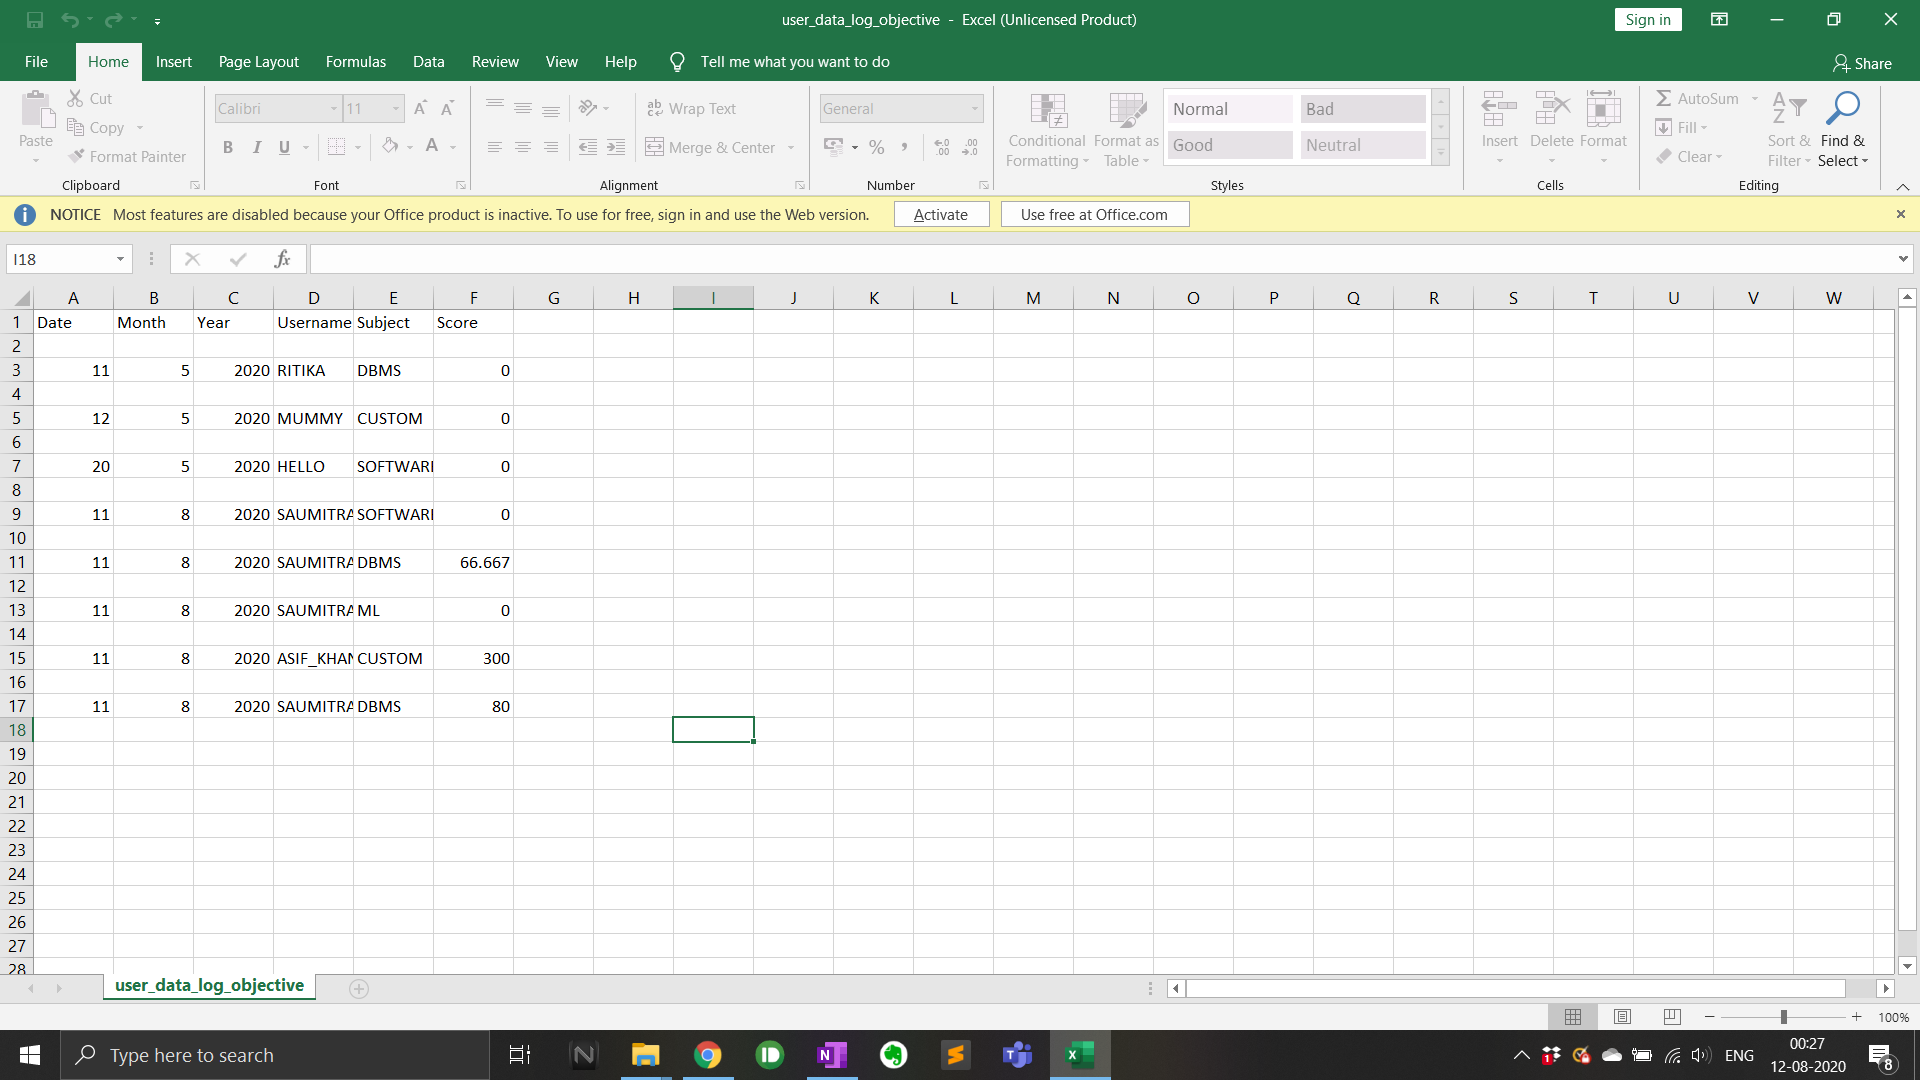 user_data_log_objective - Excel (Unlicensed Product)
Sign in
File Home Insert Page Layout Formulas Data Review View Help Tell me what you want to do
Share
Paste
Cut
Copy
Format Painter
Clipboard
Calibri 11
B I U
Font
Wrap Text
Merge & Center
Alignment
General
Number
Conditional Formatting
Format as Table
Normal Bad
Good Neutral
Styles
Insert Delete Format
Cells
AutoSum
Fill
Clear
Sort & Filter
Find & Select
Editing
NOTICE Most features are disabled because your Office product is inactive. To use for free, sign in and use the Web version. Activate Use free at Office.com
I18 fx
A B C D E F G H I J K L M N O P Q R S T U V W
1 Date Month Year Username Subject Score
2
3 11 5 2020 RITIKA DBMS 0
4
5 12 5 2020 MUMMY CUSTOM 0
6
7 20 5 2020 HELLO SOFTWAR 0
8
9 11 8 2020 SAUMITRA SOFTWAR 0
10
11 11 8 2020 SAUMITRA DBMS 66.667
12
13 11 8 2020 SAUMITRA ML 0
14
15 11 8 2020 ASIF_KHAN CUSTOM 300
16
17 11 8 2020 SAUMITRA DBMS 80
18
19
20
21
22
23
24
25
26
27
28
user_data_log_objective
100%
Type here to search
ENG
00:27
12-08-2020
8